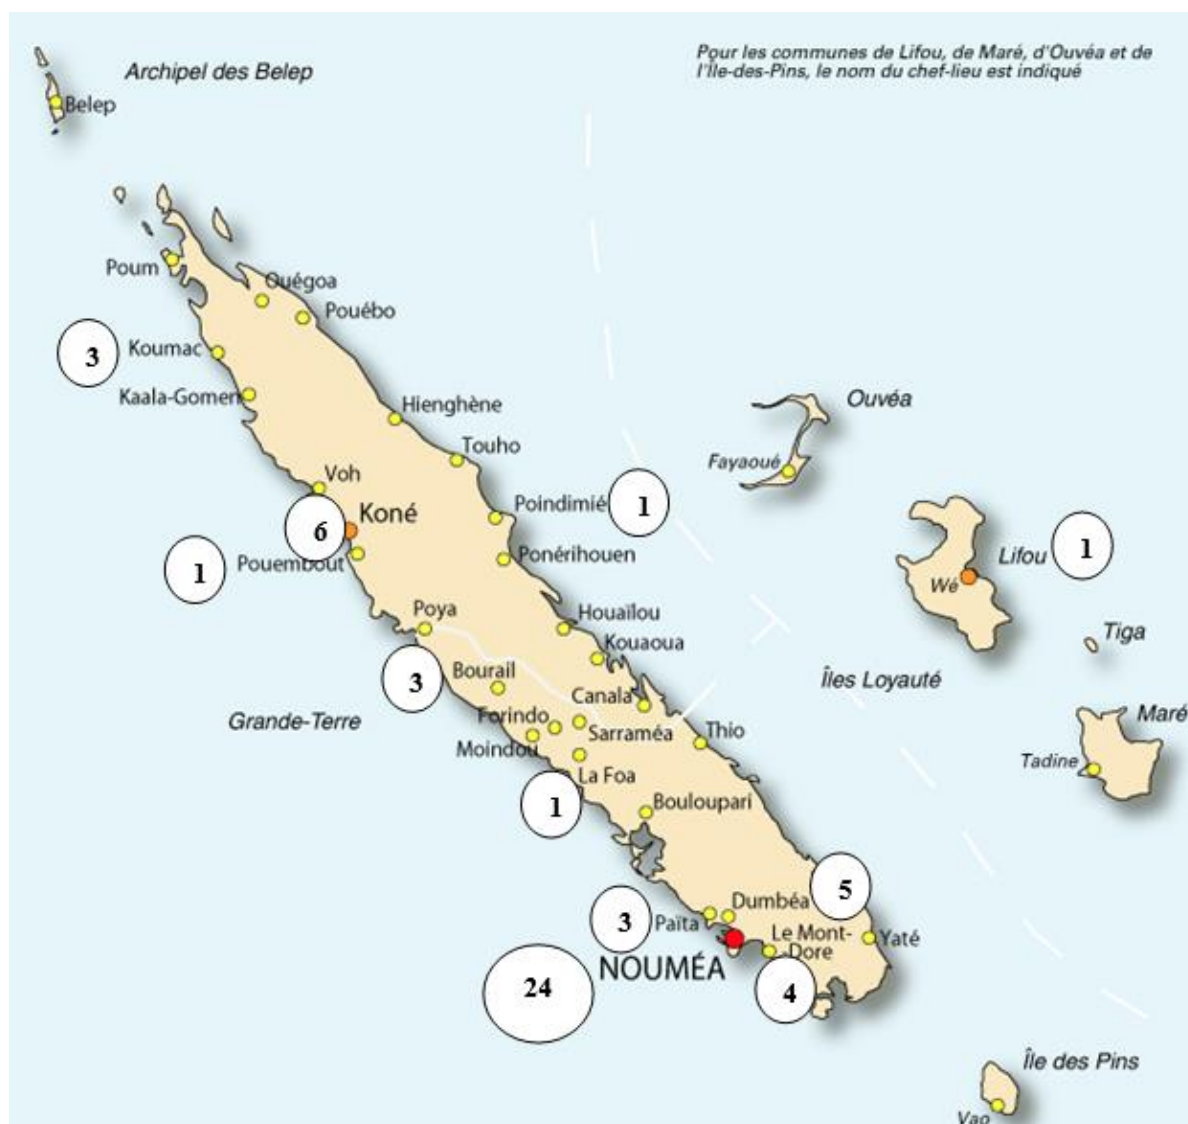 Pour les communes de Lifou, de Maré, d'Ouvéa et de
l'Île-des-Pins, le nom du chef-lieu est indiqué
Archipel des Belep
Belep
Poum
Ouégoa
Pouébo
3
Koumac
Kaala-Gomen
Hienghène
Ouvéa
Touho
Fayaoué
Voh
Poindimié
1
6
Koné
1
Pouembout
Ponérihouen
Lifou
1
Wé
Poya
Houaïlou
Tiga
Kouaoua
3
Bourail
Îles Loyauté
Canala
Grande-Terre
Forindo
Sarraméa
Thio
Maré
Moindou
Tadine
La Foa
1
Bouloupari
5
3
Païta
Dumbéa
Le Mont-
-Dore
Yaté
24
NOUMÉA
4
Île des Pins
Vao